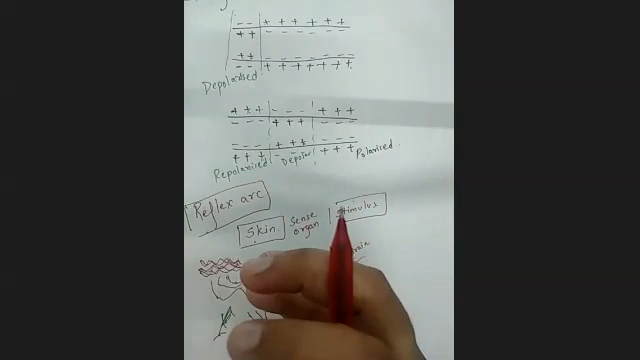 -- + + + + + +
++ - - - - - -
++ - - - - - -
-- + + + + + + +
Depolarised
+ + + - - - + + +
- - - + + + - - -
- - - + + + - - -
+ + + - - - + + +
Repolarised Depolar Polarised
Reflex arc
Skin Sense organ Stimulus